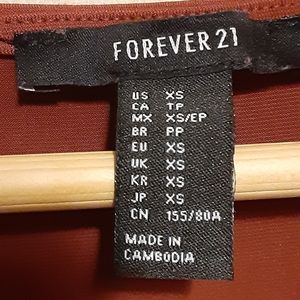 FOREVER 21
US XS
CA TP
MX XS/EP
BR PP
EU XS
UK XS
KR XS
JP XS
CN 155/80A
MADE IN
CAMBODIA